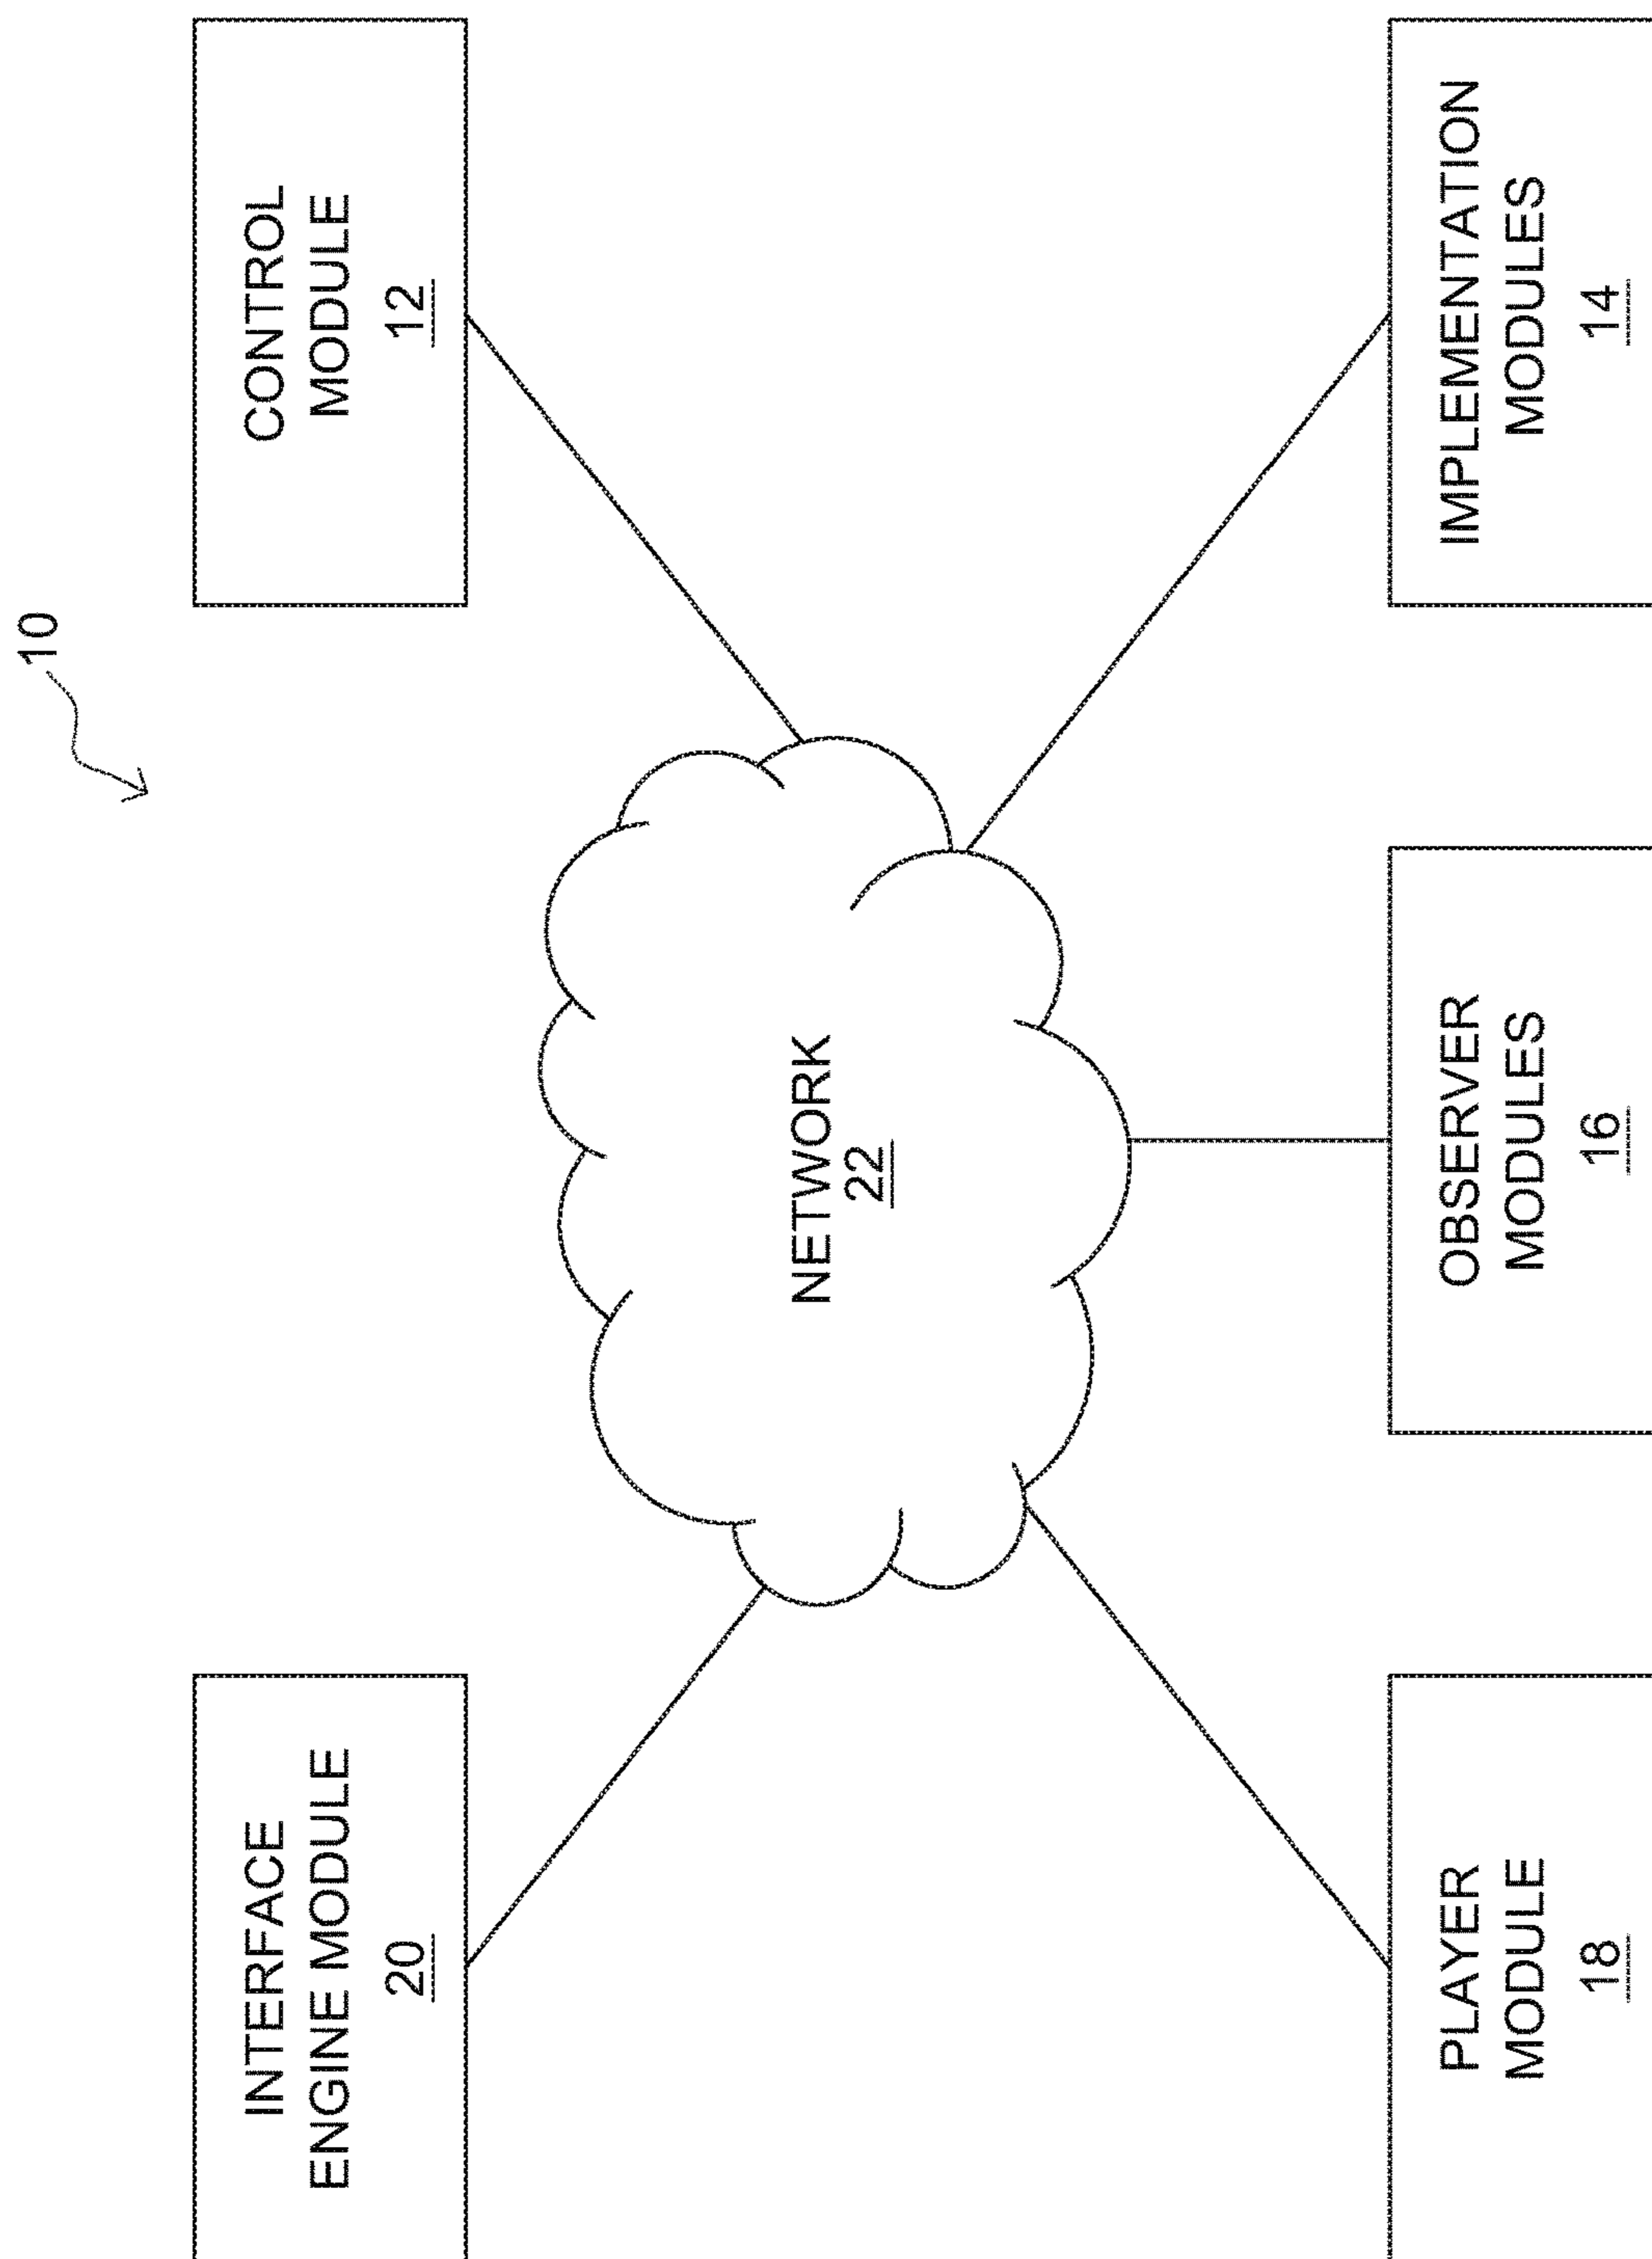 10
INTERFACE
ENGINE MODULE
20
CONTROL
MODULE
12
NETWORK
22
PLAYER
MODULE
18
OBSERVER
MODULES
16
IMPLEMENTATION
MODULES
14